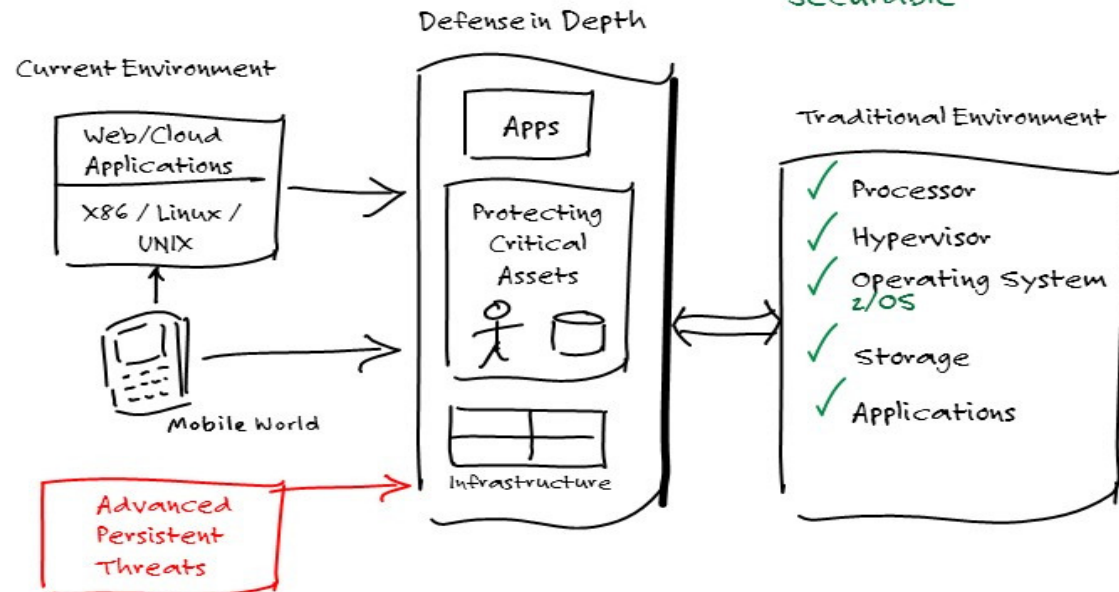 Securable
Defense in Depth
Current Environment
Web/Cloud
Applications
X86 / Linux /
UNIX
Mobile World
Advanced
Persistent
Threats
Apps
Protecting
Critical
Assets
Infrastructure
Traditional Environment
Processor
Hypervisor
Operating System
z/OS
Storage
Applications